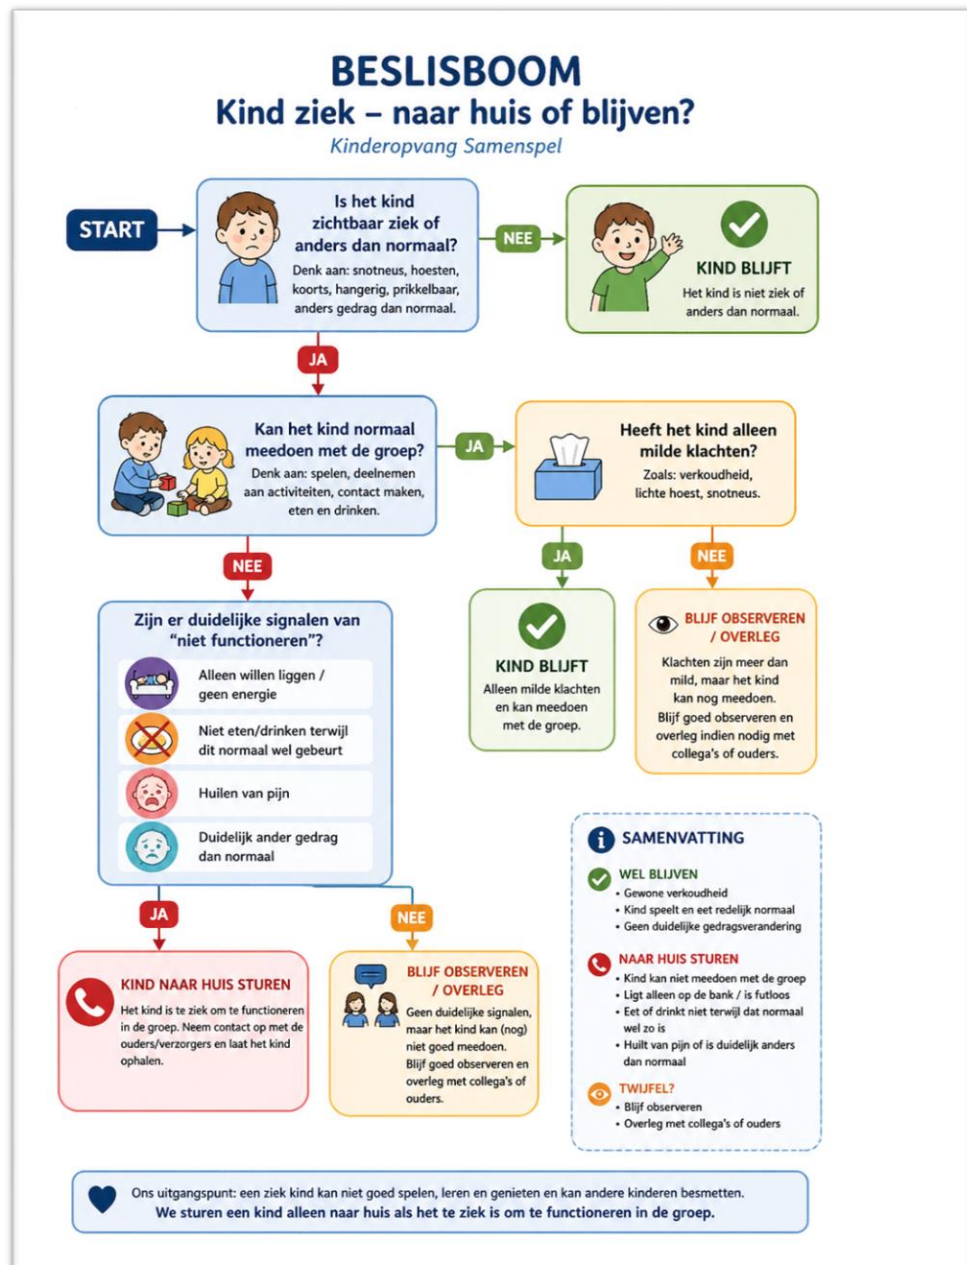 BESLISBOOM
Kind ziek – naar huis of blijven?
Kinderopvang Samenspel
START
Is het kind
zichtbaar ziek of
anders dan normaal?
Denk aan: snotneus, hoesten,
koorts, hangerig, prikkelbaar,
anders gedrag dan normaal.
NEE
KIND BLIJFT
Het kind is niet ziek of
anders dan normaal.
JA
Kan het kind normaal
meedoen met de groep?
Denk aan: spelen, deelnemen
aan activiteiten, contact maken,
eten en drinken.
JA
Heeft het kind alleen
milde klachten?
Zoals: verkoudheid,
lichte hoest, snotneus.
JA
KIND BLIJFT
Alleen milde klachten
en kan meedoen
met de groep.
NEE
BLIJF OBSERVEREN
/ OVERLEG
Klachten zijn meer dan
mild, maar het kind
kan nog meedoen.
Blijf goed observeren en
overleg indien nodig met
collega's of ouders.
NEE
Zijn er duidelijke signalen van
“niet functioneren”?
Alleen willen liggen /
geen energie
Niet eten/drinken terwijl
dit normaal wel gebeurt
Huilen van pijn
Duidelijk ander gedrag
dan normaal
JA
KIND NAAR HUIS STUREN
Het kind is te ziek om te functioneren
in de groep. Neem contact op met de
ouders/verzorgers en laat het kind
ophalen.
NEE
BLIJF OBSERVEREN
/ OVERLEG
Geen duidelijke signalen,
maar het kind kan (nog)
niet goed meedoen.
Blijf goed observeren en
overleg met collega's of
ouders.
SAMENVATTING
WEL BLIJVEN
• Gewone verkoudheid
• Kind speelt en eet redelijk normaal
• Geen duidelijke gedragsverandering
NAAR HUIS STUREN
• Kind kan niet meedoen met de groep
• Ligt alleen op de bank / is futloos
• Eet of drinkt niet terwijl dat normaal
wel zo is
• Huilt van pijn of is duidelijk anders
dan normaal
TWIJFEL?
• Blijf observeren
• Overleg met collega's of ouders
Ons uitgangspunt: een ziek kind kan niet goed spelen, leren en genieten en kan andere kinderen besmetten.
We sturen een kind alleen naar huis als het te ziek is om te functioneren in de groep.